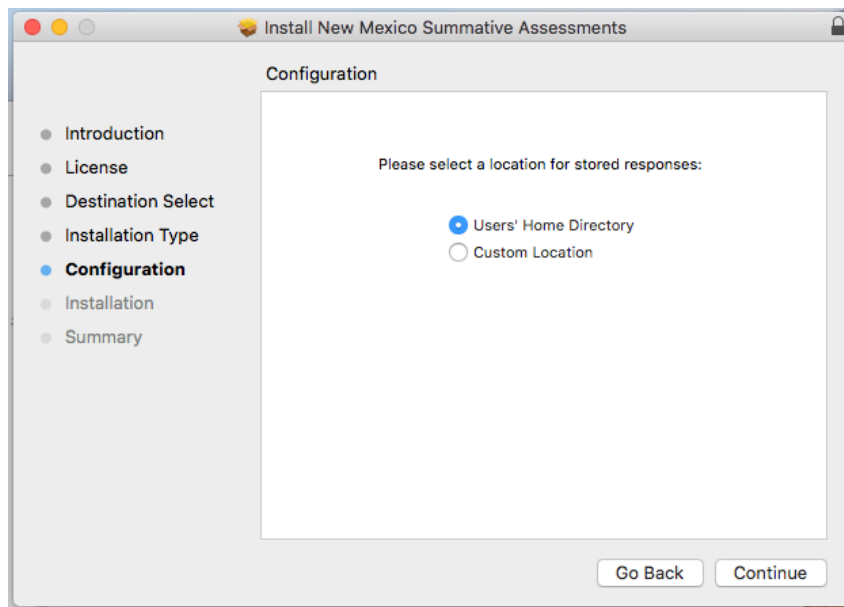 Install New Mexico Summative Assessments
Configuration
Introduction
License
Destination Select
Installation Type
Configuration
Installation
Summary
Please select a location for stored responses:
Users' Home Directory
Custom Location
Go Back
Continue